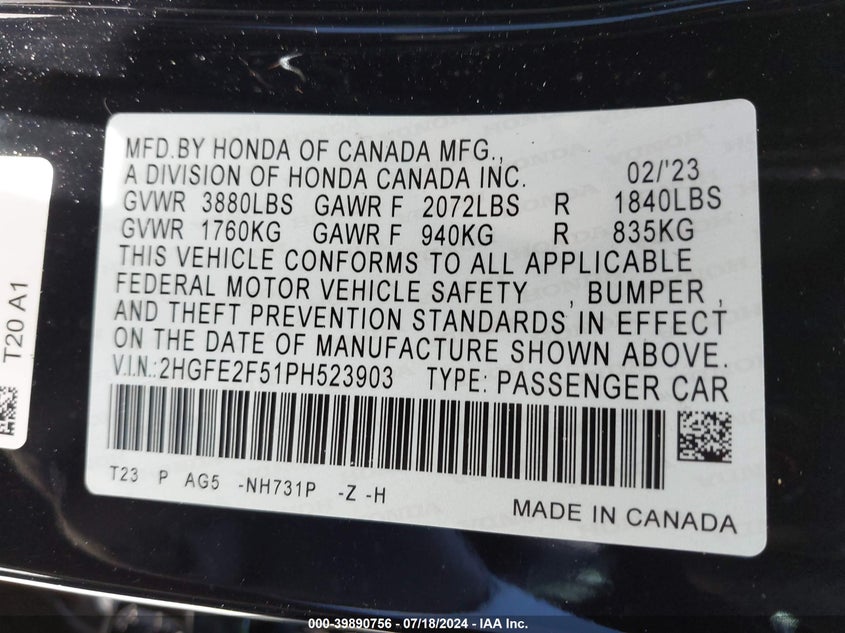 MFD.BY HONDA OF CANADA MFG.,
A DIVISION OF HONDA CANADA INC. 02/'23
GVWR 3880LBS GAWR F 2072LBS R 1840LBS
GVWR 1760KG GAWR F 940KG R 835KG
THIS VEHICLE CONFORMS TO ALL APPLICABLE
FEDERAL MOTOR VEHICLE SAFETY , BUMPER ,
AND THEFT PREVENTION STANDARDS IN EFFECT
ON THE DATE OF MANUFACTURE SHOWN ABOVE.
V.I.N.: 2HGFE2F51PH523903 TYPE: PASSENGER CAR
T23 P AG5 -NH731P -Z -H
MADE IN CANADA
T20 A1
000-39890756 - 07/18/2024 - IAA Inc.